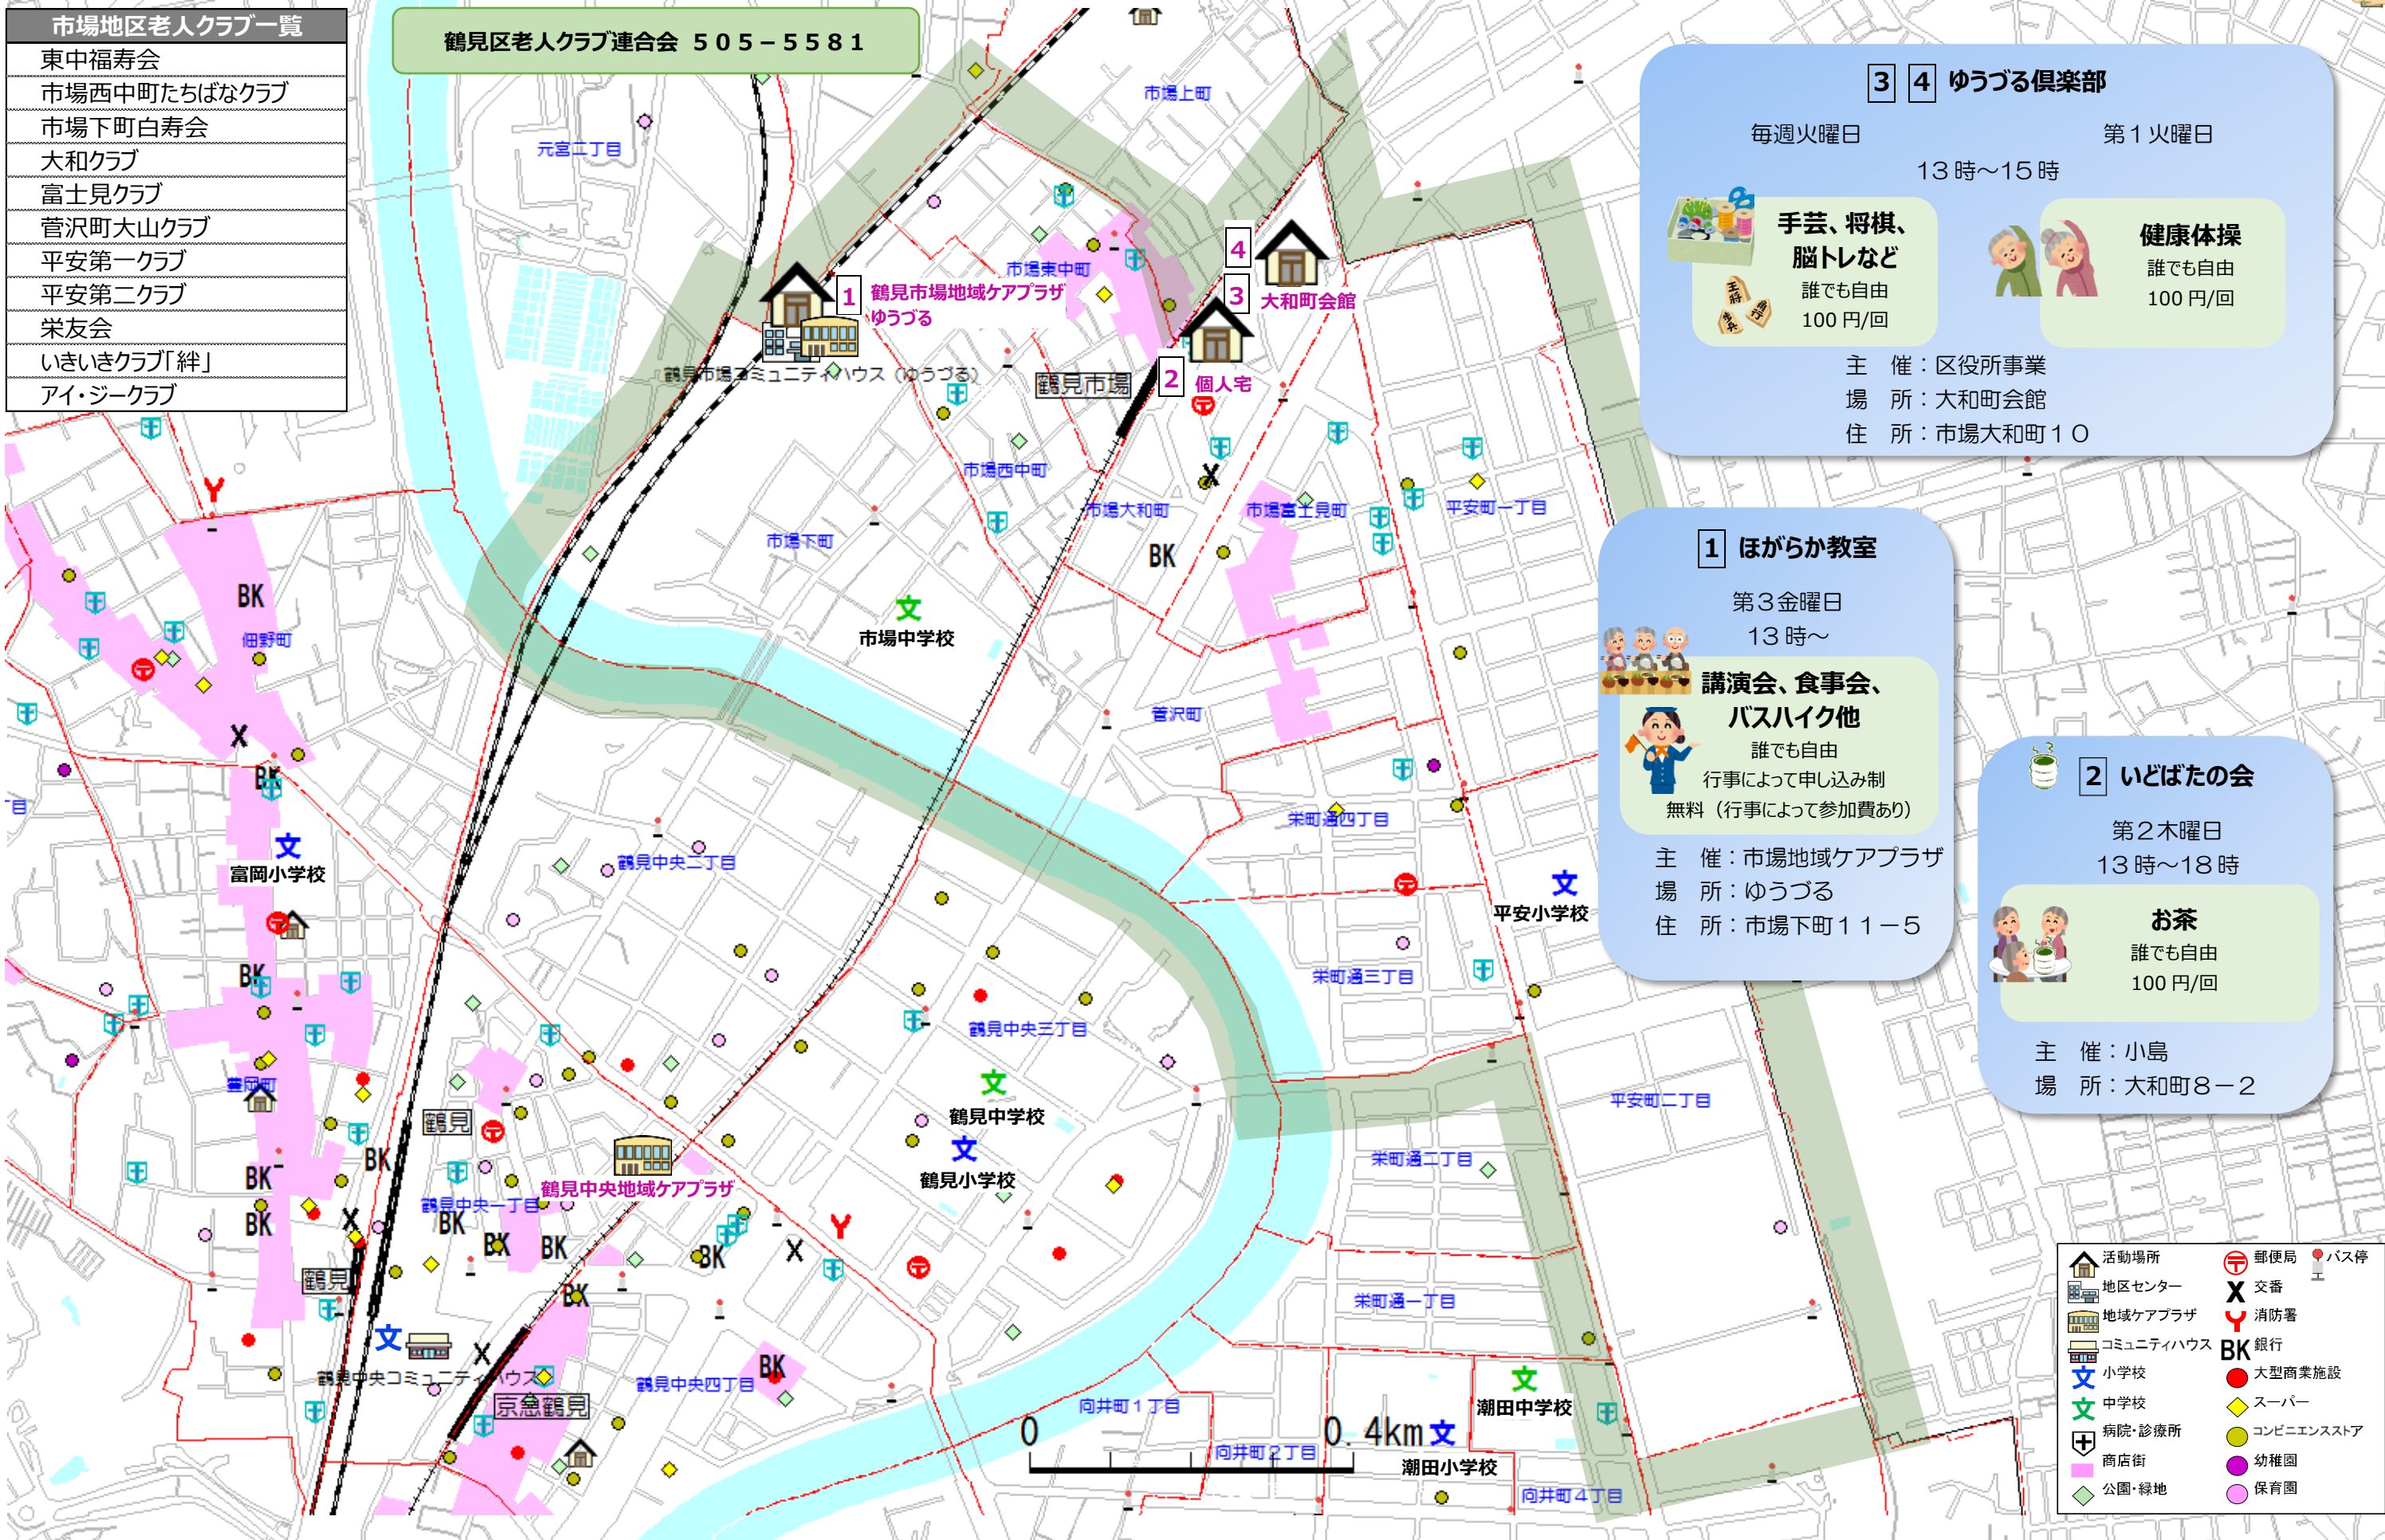 市場地区老人クラブ一覧
東中福寿会
市場西中町たちばなクラブ
市場下町白寿会
大和クラブ
富士見クラブ
菅沢町大山クラブ
平安第一クラブ
平安第二クラブ
栄友会
いきいきクラブ「絆」
アイ・ジークラブ
鶴見区老人クラブ連合会 ５０５－５５８１
3 4 ゆうづる倶楽部
毎週火曜日
第１火曜日
13時～15時
手芸、将棋、
脳トレなど
誰でも自由
100 円/回
健康体操
誰でも自由
100 円/回
主　催：区役所事業
場　所：大和町会館
住　所：市場大和町１０
1 ほがらか教室
第３金曜日
13時～
講演会、食事会、
バスハイク他
誰でも自由
行事によって申し込み制
無料（行事によって参加費あり）
主　催：市場地域ケアプラザ
場　所：ゆうづる
住　所：市場下町１１－５
2 いどばたの会
第２木曜日
13時～18時
お茶
誰でも自由
100 円/回
主　催：小島
場　所：大和町８－２
市場上町
元宮二丁目
市場東中町
4
3
大和町会館
1
鶴見市場地域ケアプラザ
ゆうづる
鶴見市場コミュニティハウス（ゆうづる）
鶴見市場
2
個人宅
市場西中町
市場大和町
市場富士見町
平安町一丁目
市場下町
BK
市場中学校
BK
佃野町
菅沢町
BK
富岡小学校
鶴見中央二丁目
栄町通四丁目
平安小学校
栄町通三丁目
BK
鶴見中央三丁目
豊岡町
鶴見
鶴見中学校
平安町二丁目
鶴見小学校
栄町通二丁目
BK
BK
鶴見中央地域ケアプラザ
鶴見中央一丁目
BK
BK
BK
BK
BK
鶴見
BK
栄町通一丁目
鶴見中央コミュニティハウス
鶴見中央四丁目
BK
京急鶴見
向井町１丁目
潮田中学校
0
0.4km
向井町２丁目
潮田小学校
向井町４丁目
活動場所
地区センター
地域ケアプラザ
コミュニティハウス
小学校
中学校
病院・診療所
商店街
公園・緑地
郵便局
バス停
交番
消防署
BK 銀行
大型商業施設
スーパー
コンビニエンスストア
幼稚園
保育園